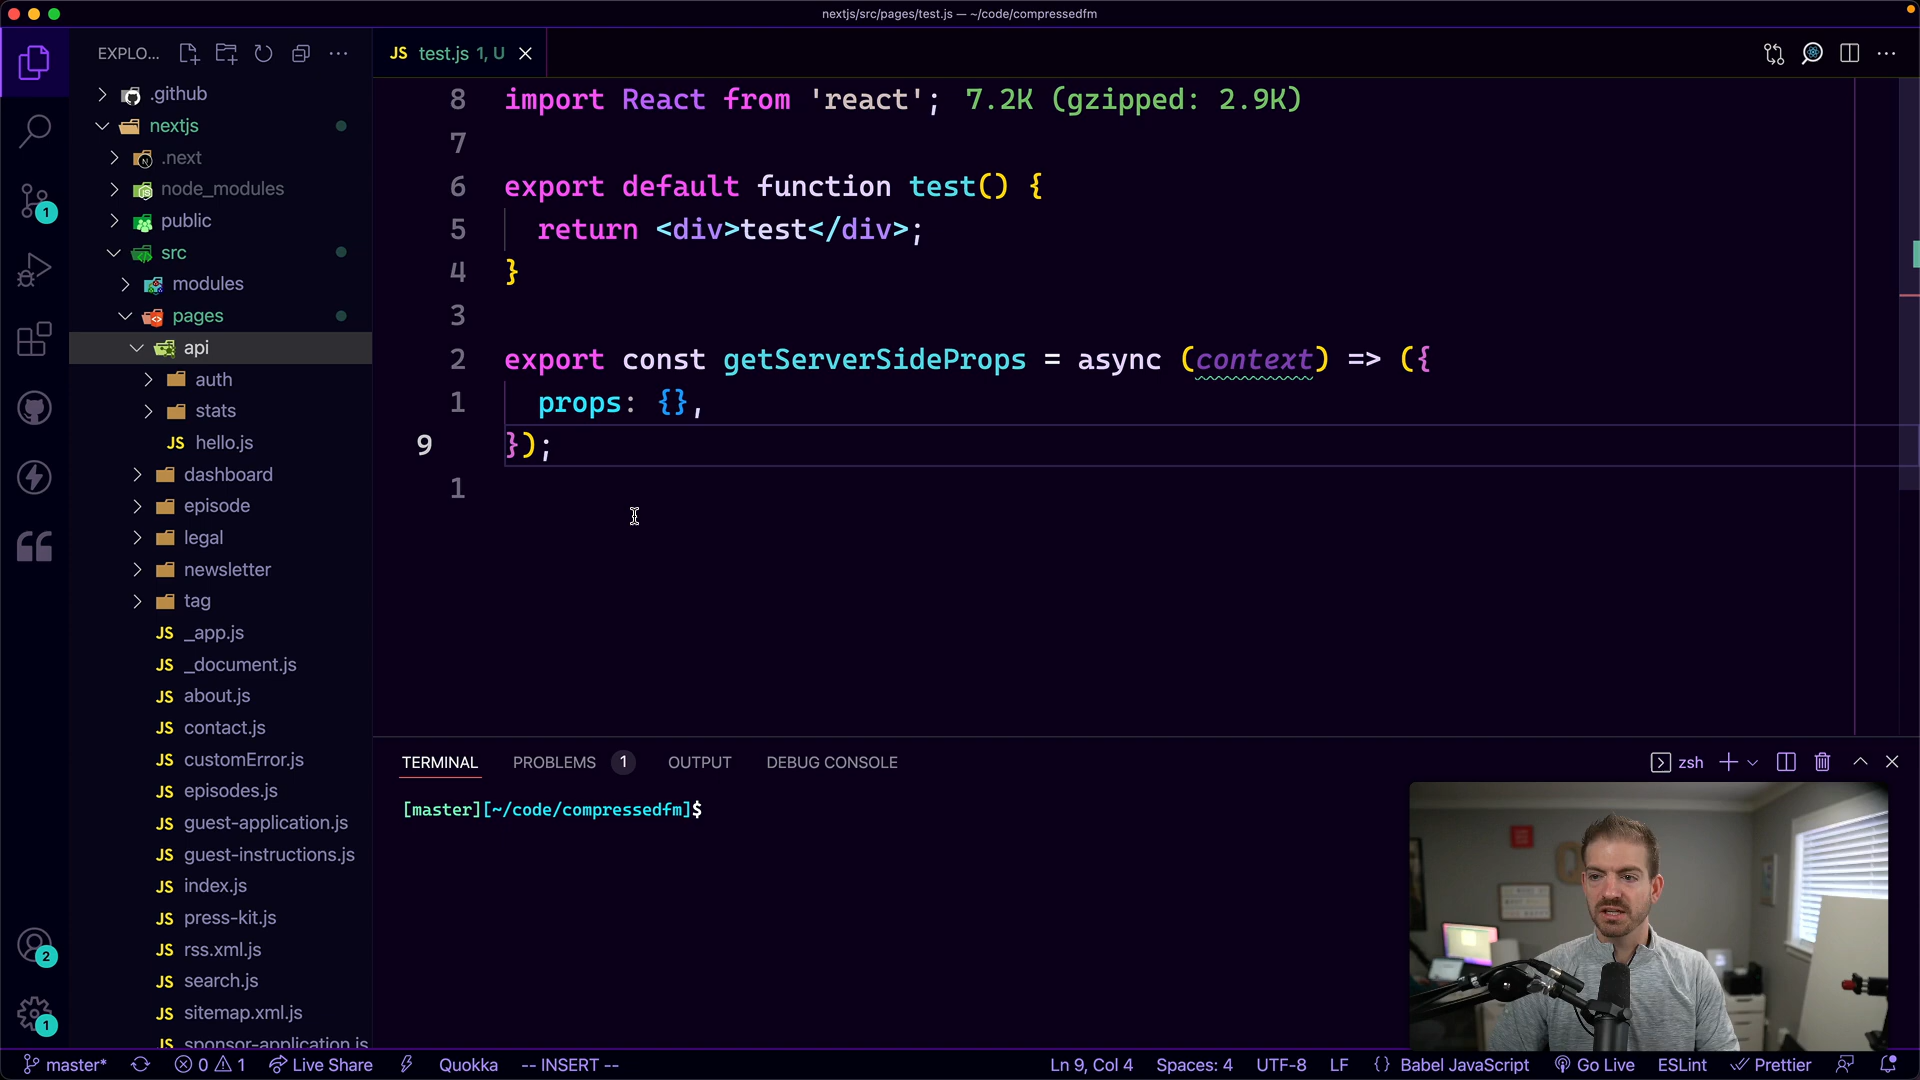 nextjs/src/pages/test.js — ~/code/compressedfm
EXPLO...
JS test.js 1, U
.github
nextjs
.next
node_modules
public
src
modules
pages
api
auth
stats
JS hello.js
dashboard
episode
legal
newsletter
tag
JS _app.js
JS _document.js
JS about.js
JS contact.js
JS customError.js
JS episodes.js
JS guest-application.js
JS guest-instructions.js
JS index.js
JS press-kit.js
JS rss.xml.js
JS search.js
JS sitemap.xml.js
JS sponsor-application.js
1
2
1
8 import React from 'react'; 7.2K (gzipped: 2.9K)
7
6 export default function test() {
5 return <div>test</div>;
4 }
3
2 export const getServerSideProps = async (context) => ({
1 props: {},
9 });
1
TERMINAL PROBLEMS 1 OUTPUT DEBUG CONSOLE
zsh
[master][~/code/compressedfm]$
master* 0 1 Live Share Quokka -- INSERT -- Ln 9, Col 4 Spaces: 4 UTF-8 LF {} Babel JavaScript Go Live ESLint Prettier